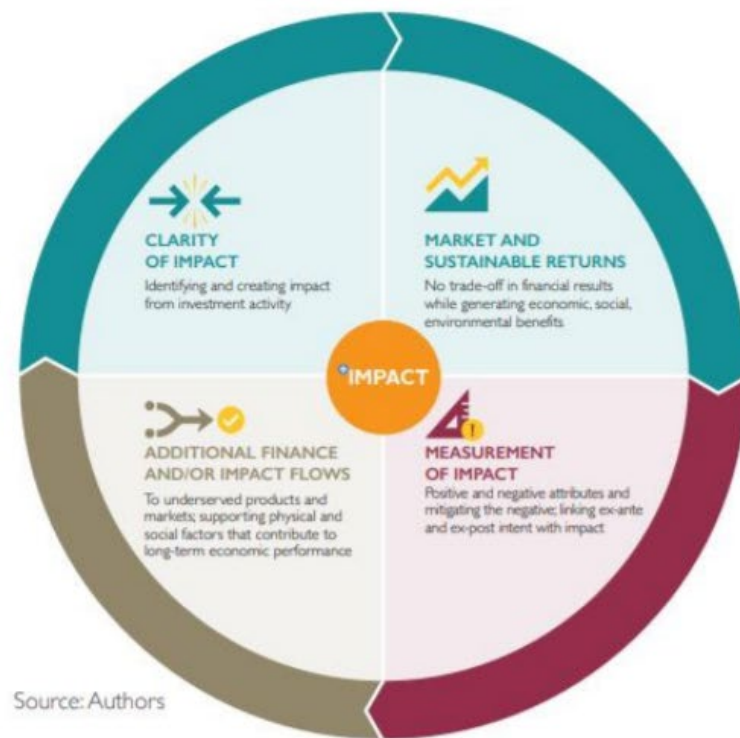 CLARITY
OF IMPACT
Identifying and creating impact
from investment activity
MARKET AND
SUSTAINABLE RETURNS
No trade-off in financial results
while generating economic, social,
environmental benefits
IMPACT
ADDITIONAL FINANCE
AND/OR IMPACT FLOWS
To underserved products and
markets; supporting physical and
social factors that contribute to
long-term economic performance
MEASUREMENT
OF IMPACT
Positive and negative attributes and
mitigating the negative; linking ex-ante
and ex-post intent with impact
Source: Authors